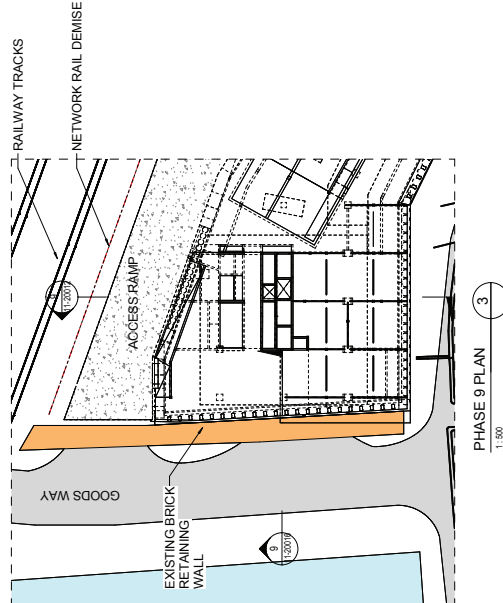 RAILWAY TRACKS
NETWORK RAIL DEMISE
ACCESS RAMP
GOODS WAY
EXISTING BRICK
RETAINING
WALL
9
1-20016
PHASE 9 PLAN
1 : 500
3